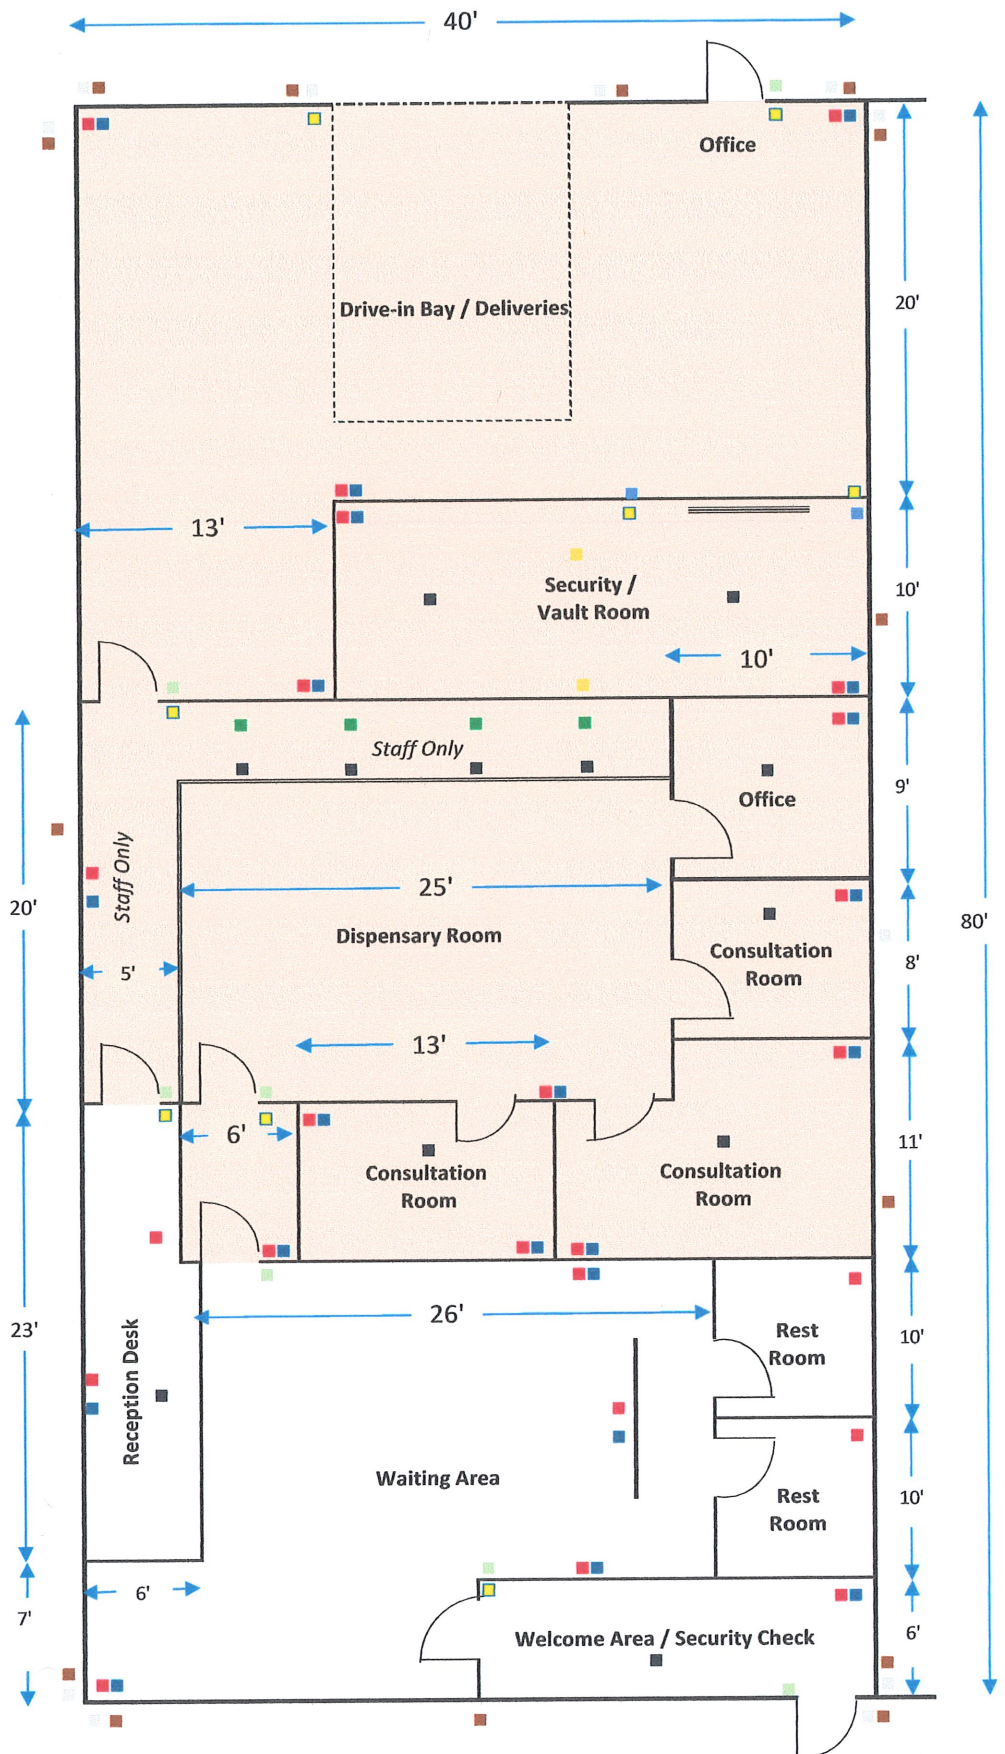 40'
Office
Drive-in Bay / Deliveries
20'
13'
Security /
Vault Room
10'
10'
Staff Only
Office
9'
Staff Only
20'
25'
Dispensary Room
Consultation
Room
8'
80'
5'
13'
6'
Consultation
Room
Consultation
Room
11'
26'
23'
Reception Desk
Rest
Room
10'
Waiting Area
Rest
Room
10'
6'
7'
Welcome Area / Security Check
6'